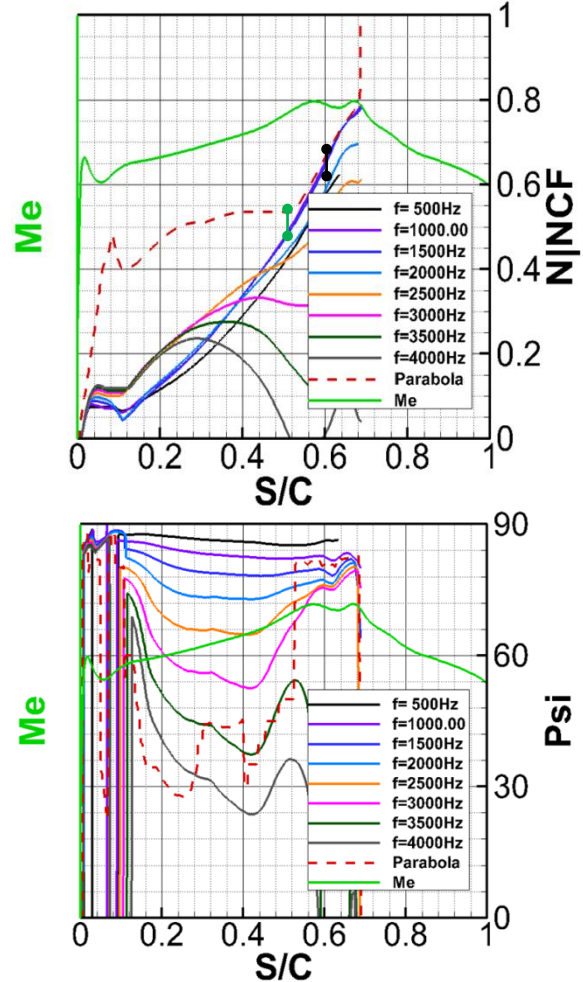 1
0.8
0.6
0.4
0.2
0
Me
N|NCF
f= 500Hz
f=1000.00
f=1500Hz
f=2000Hz
f=2500Hz
f=3000Hz
f=3500Hz
f=4000Hz
Parabola
Me
0 0.2 0.4 0.6 0.8 1
S/C
90
60
30
0
Me
Psi
f= 500Hz
f=1000.00
f=1500Hz
f=2000Hz
f=2500Hz
f=3000Hz
f=3500Hz
f=4000Hz
Parabola
Me
0 0.2 0.4 0.6 0.8 1
S/C